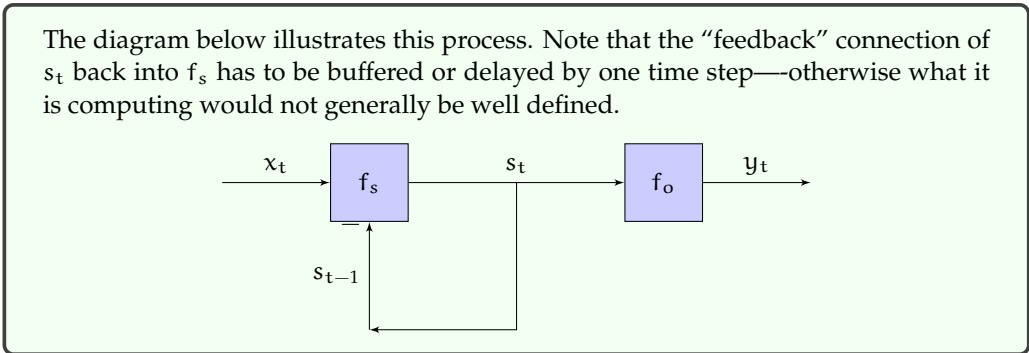 The diagram below illustrates this process. Note that the “feedback” connection of
sₜ back into fₛ has to be buffered or delayed by one time step—-otherwise what it
is computing would not generally be well defined.
xₜ fₛ sₜ fₒ yₜ
−
sₜ₋₁